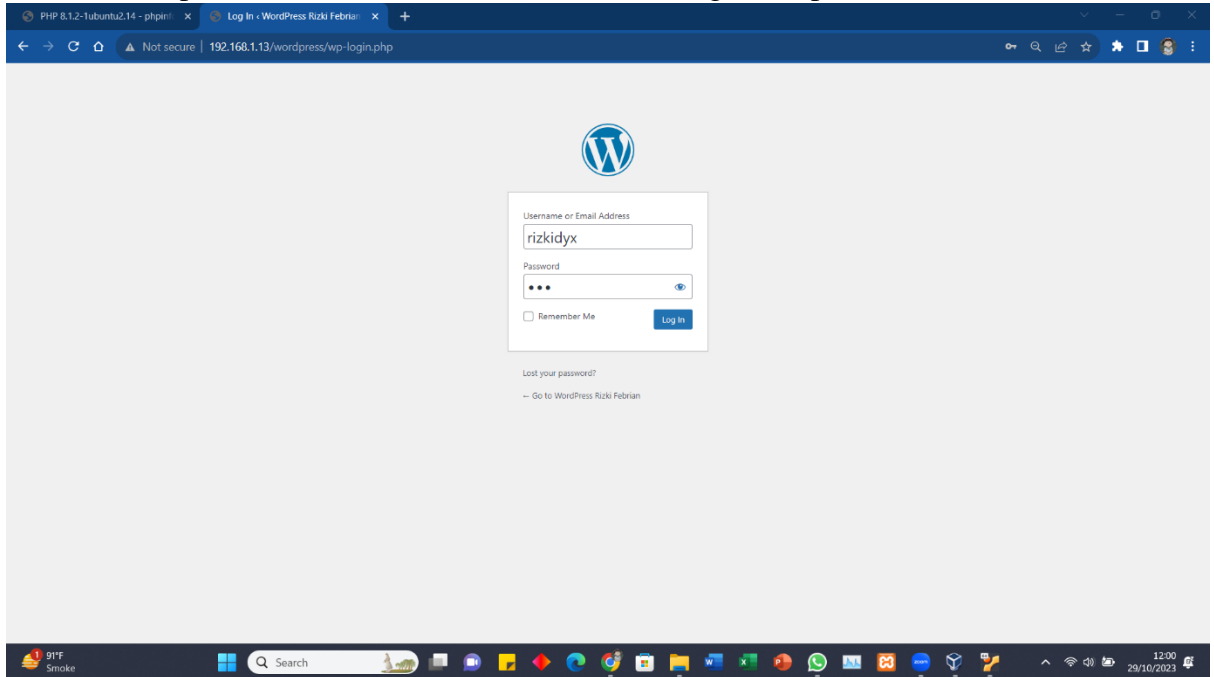 PHP 8.1.2-1ubuntu2.14 - phpinf
Log In ‹ WordPress Rizki Febrian
Not secure | 192.168.1.13/wordpress/wp-login.php
Username or Email Address
rizkidyx
Password
Remember Me
Log In
Lost your password?
← Go to WordPress Rizki Febrian
91°F
Smoke
Search
12:00
29/10/2023